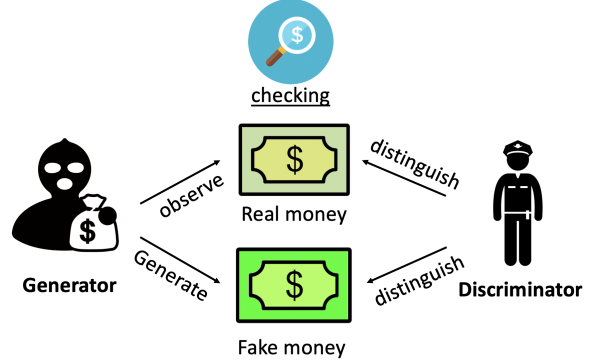 $
checking
$
distinguish
observe
Real money
$
Generate
Generator
$
distinguish
Discriminator
Fake money